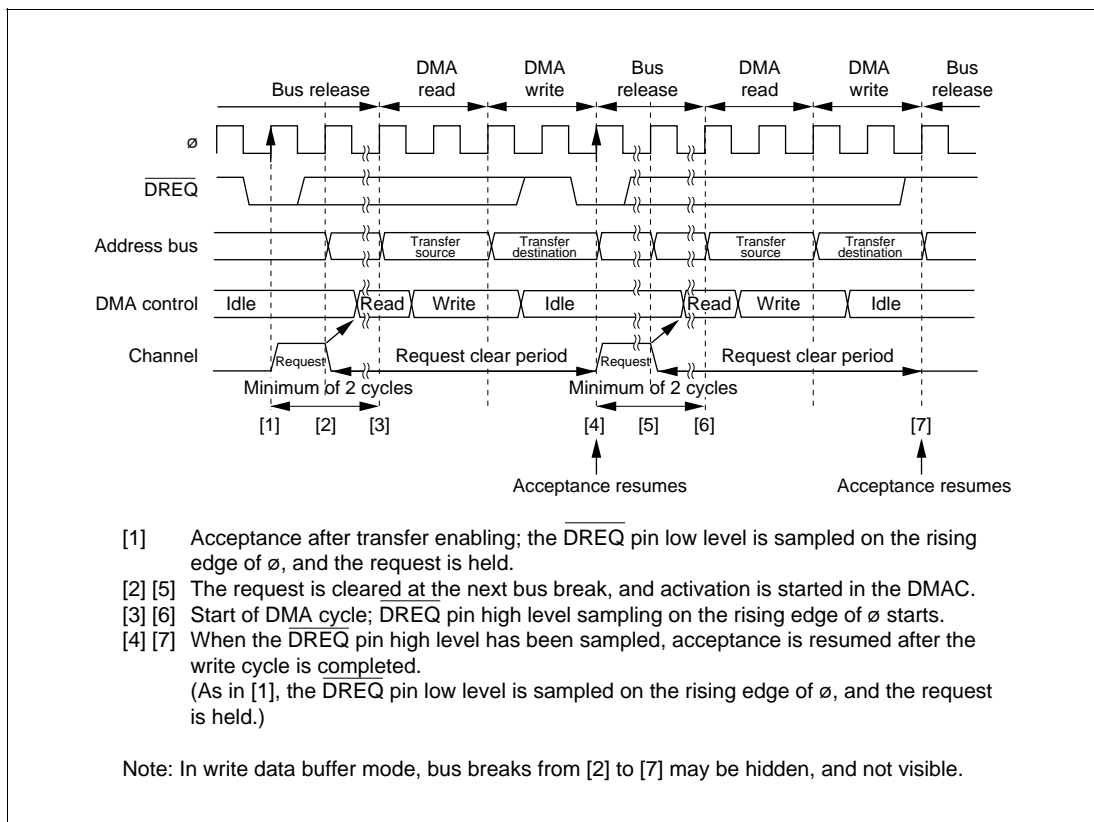 DMA read
DMA write
Bus release
DMA read
DMA write
Bus release
Bus release
ø
DREQ
Address bus
Transfer source
Transfer destination
Transfer source
Transfer destination
DMA control
Idle
Read
Write
Idle
Read
Write
Idle
Channel
Request
Request clear period
Request
Request clear period
Minimum of 2 cycles
Minimum of 2 cycles
[1] [2] [3] [4] [5] [6] [7]
Acceptance resumes
Acceptance resumes
[1] Acceptance after transfer enabling; the DREQ pin low level is sampled on the rising
edge of ø, and the request is held.
[2] [5] The request is cleared at the next bus break, and activation is started in the DMAC.
[3] [6] Start of DMA cycle; DREQ pin high level sampling on the rising edge of ø starts.
[4] [7] When the DREQ pin high level has been sampled, acceptance is resumed after the
write cycle is completed.
(As in [1], the DREQ pin low level is sampled on the rising edge of ø, and the request
is held.)
Note: In write data buffer mode, bus breaks from [2] to [7] may be hidden, and not visible.